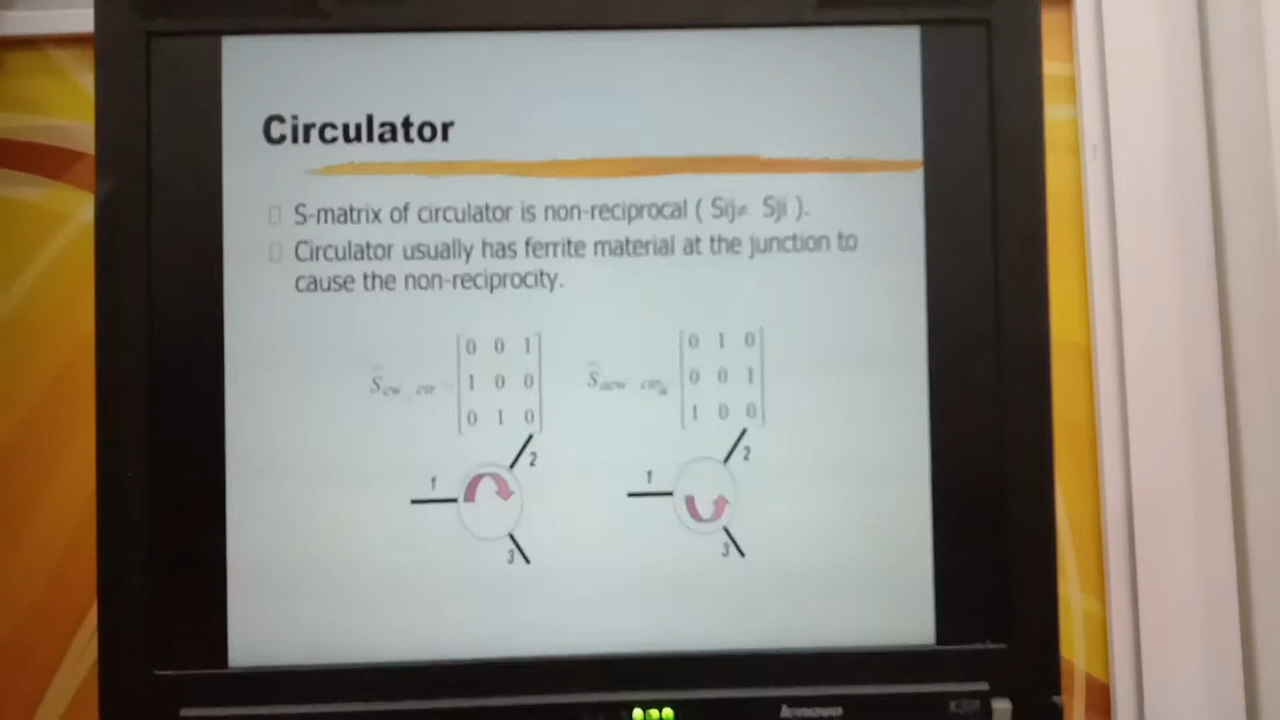 Circulator
S-matrix of circulator is non-reciprocal ( Sij≠ Sji ).
Circulator usually has ferrite material at the junction to
cause the non-reciprocity.
0 0 1
S 1 0 0
0 1 0
0 1 0
S 0 0 1
1 0 0
1 2 3
1 2 3
lenovo